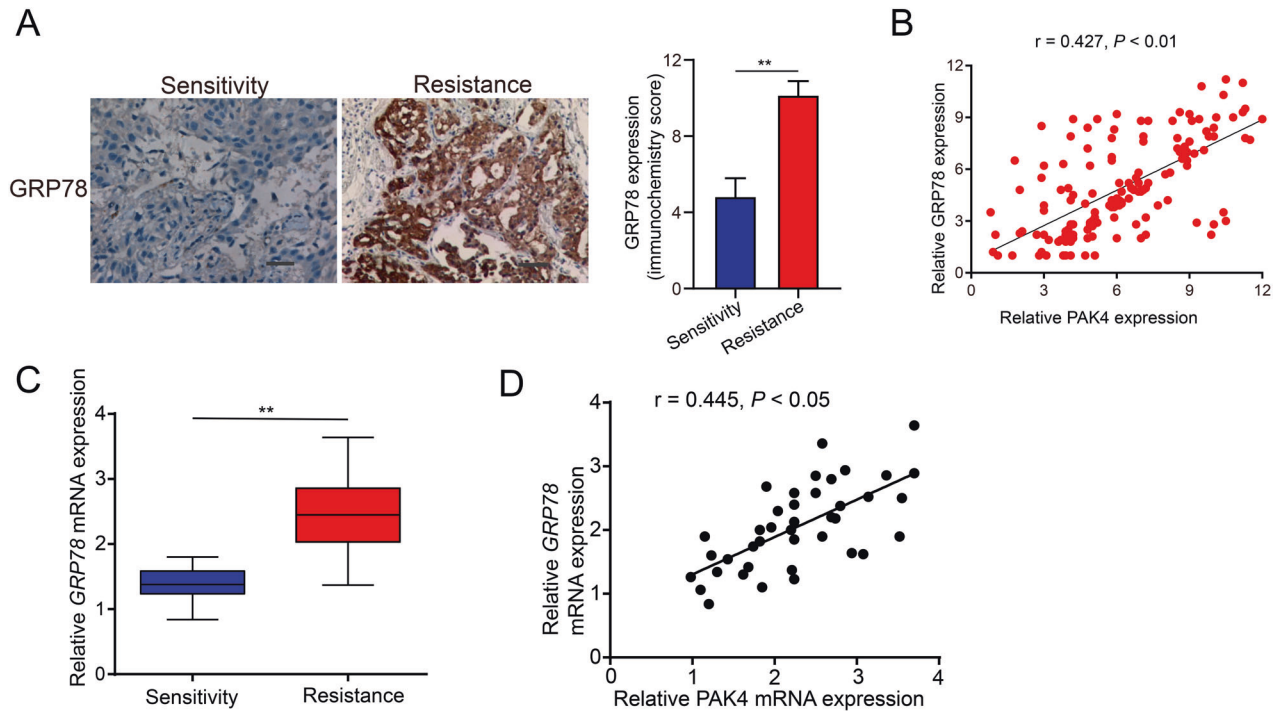 A
Sensitivity
Resistance
GRP78
GRP78 expression
(immunochemistry score)
12
8
4
0
**
Sensitivity
Resistance
B
r = 0.427, P < 0.01
Relative GRP78 expression
12
9
6
3
0
0
3
6
9
12
Relative PAK4 expression
C
Relative GRP78 mRNA expression
4
3
2
1
0
**
Sensitivity
Resistance
D
r = 0.445, P < 0.05
Relative GRP78
mRNA expression
4
3
2
1
0
0
1
2
3
4
Relative PAK4 mRNA expression